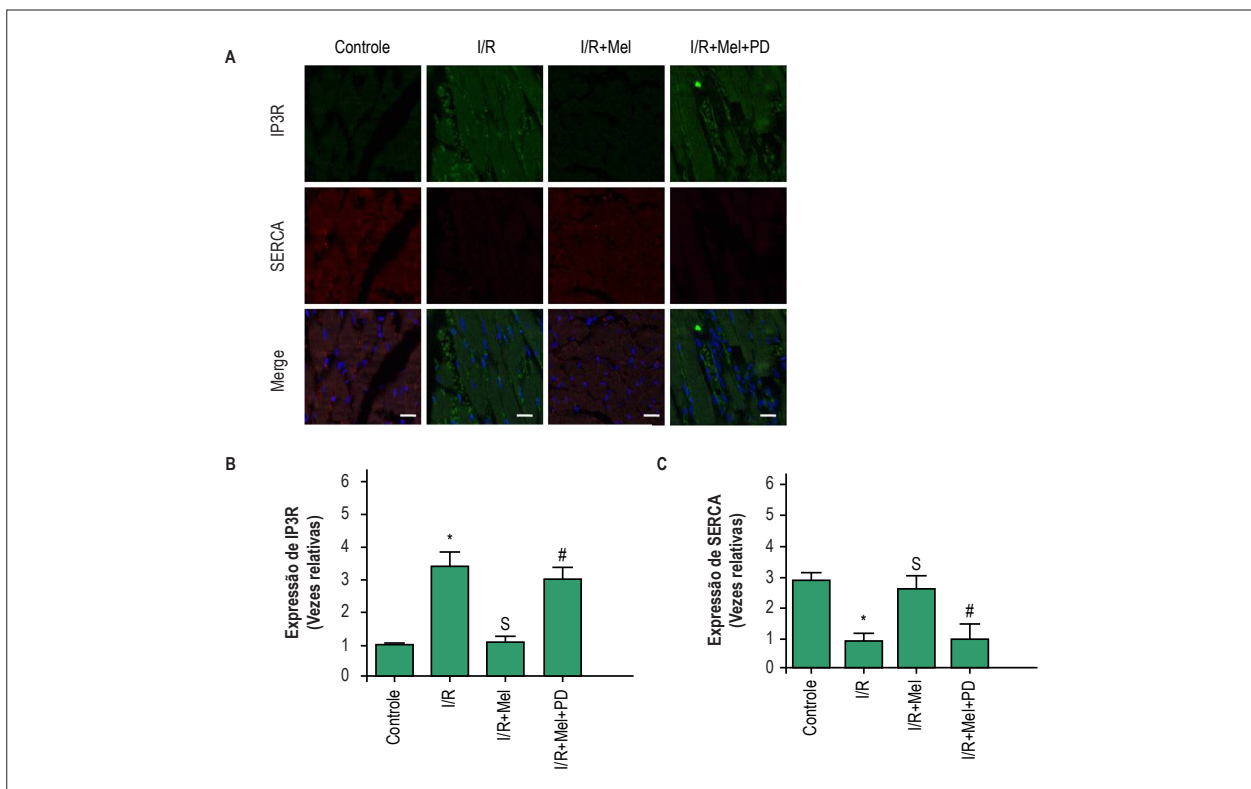 A
Controle
I/R
I/R+Mel
I/R+Mel+PD
IP3R
SERCA
Merge
B
Expressão de IP3R
(Vezes relativas)
6
5
4
3
2
1
0
*
S
#
Controle
I/R
I/R+Mel
I/R+Mel+PD
C
Expressão de SERCA
(Vezes relativas)
6
5
4
3
2
1
0
*
S
#
Controle
I/R
I/R+Mel
I/R+Mel+PD